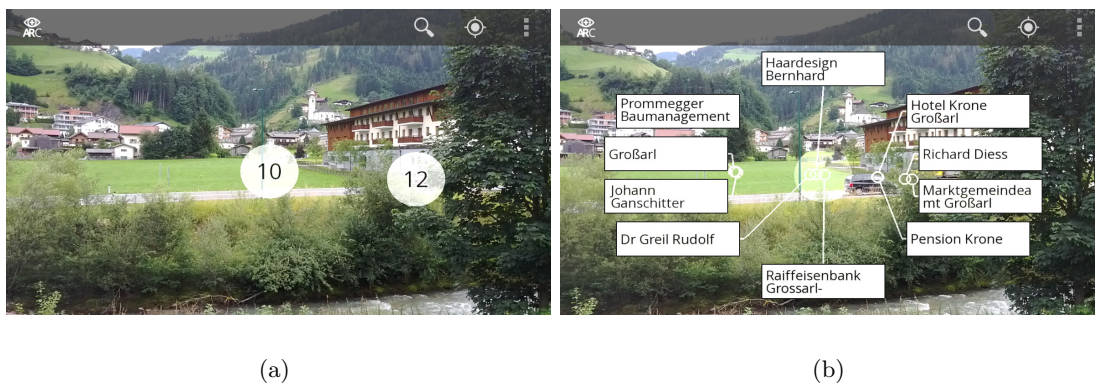 ARC
10
12
(a)
ARC
Haardesign
Bernhard
Prommegger
Baumanagement
Hotel Krone
Großarl
Großarl
Richard Diess
Johann
Ganschitter
Marktgemeindea
mt Großarl
Dr Greil Rudolf
Pension Krone
Raiffeisenbank
Grossarl-
(b)